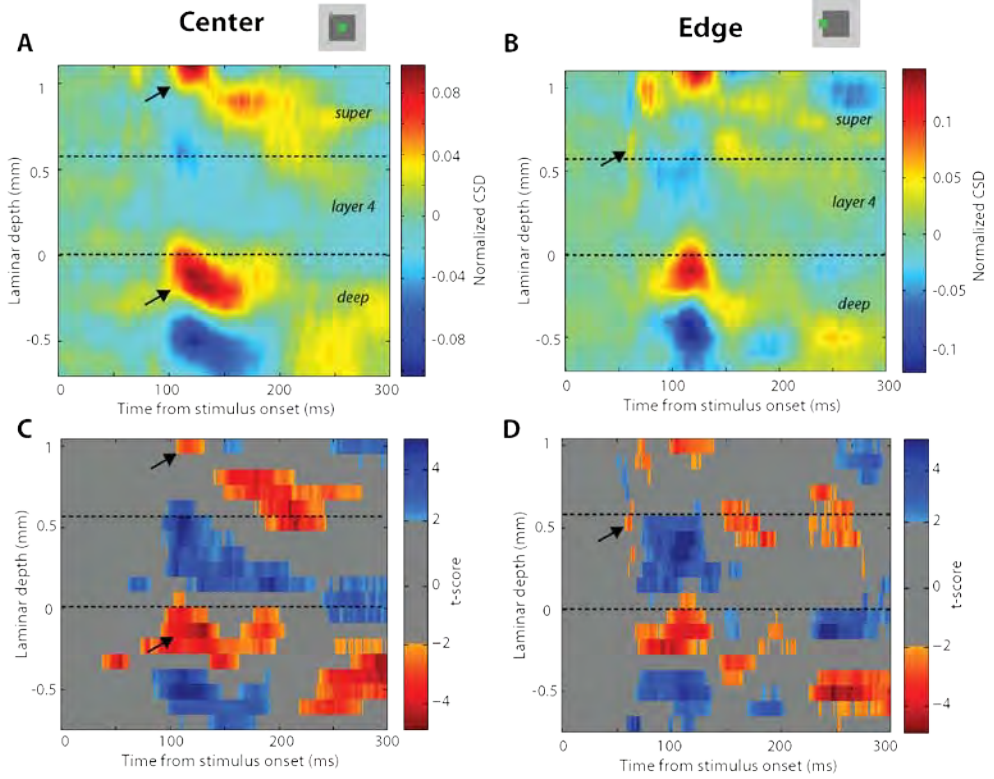 Center
Edge
A
B
1
0.5
0
-0.5
Laminar depth (mm)
super
layer 4
deep
0
100
200
300
Time from stimulus onset (ms)
0.08
0.04
0
-0.04
-0.08
Normalized CSD
1
0.5
0
-0.5
Laminar depth (mm)
super
layer 4
deep
0
100
200
300
Time from stimulus onset (ms)
0.1
0.05
0
-0.05
-0.1
Normalized CSD
C
D
1
0.5
0
-0.5
Laminar depth (mm)
0
100
200
300
Time from stimulus onset (ms)
4
2
0
−2
−4
t-score
1
0.5
0
-0.5
Laminar depth (mm)
0
50
100
200
300
Time from stimulus onset (ms)
4
2
0
−2
−4
t-score